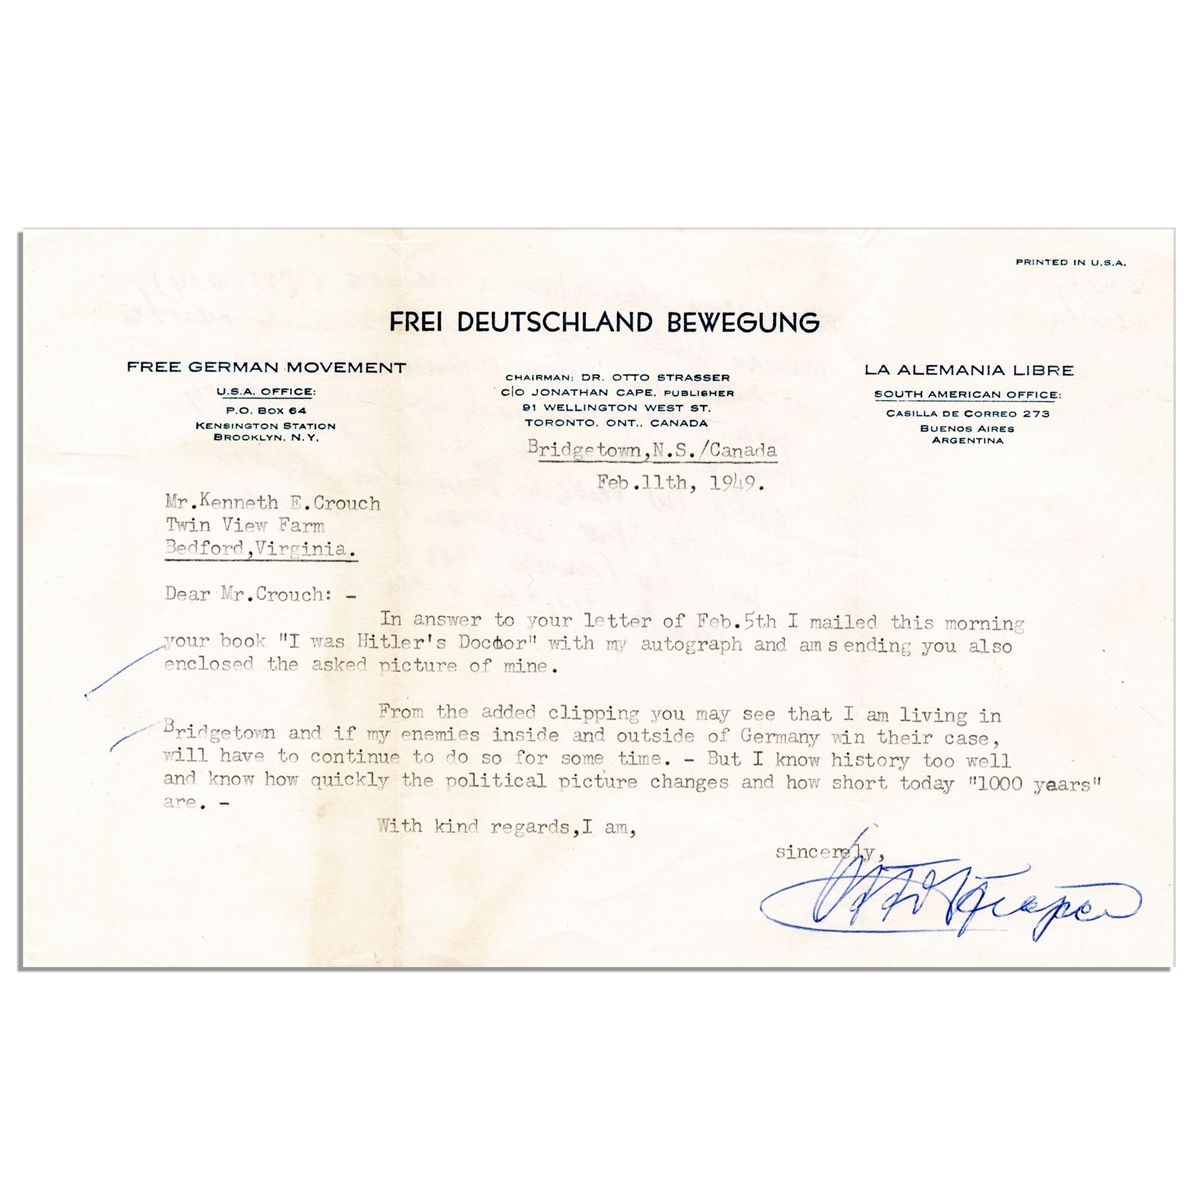 PRINTED IN U.S.A.
FREI DEUTSCHLAND BEWEGUNG
FREE GERMAN MOVEMENT
U.S.A. OFFICE:
P.O. BOX 64
KENSINGTON STATION
BROOKLYN, N.Y.
CHAIRMAN: DR. OTTO STRASSER
C|O JONATHAN CAPE, PUBLISHER
91 WELLINGTON WEST ST.
TORONTO, ONT., CANADA
LA ALEMANIA LIBRE
SOUTH AMERICAN OFFICE:
CASILLA DE CORREO 273
BUENOS AIRES
ARGENTINA
Bridgetown,N.S./Canada
Feb.11th, 1949.
Mr.Kenneth E.Crouch
Twin View Farm
Bedford,Virginia.
Dear Mr.Crouch: -
In answer to your letter of Feb.5th I mailed this morning
your book "I was Hitler's Doctor" with my autograph and am sending you also
enclosed the asked picture of mine.
From the added clipping you may see that I am living in
Bridgetown and if my enemies inside and outside of Germany win their case,
will have to continue to do so for some time. - But I know history too well
and know how quickly the political picture changes and how short today "1000 years"
are. -
With kind regards,I am,
sincerely,
Otto Strasser